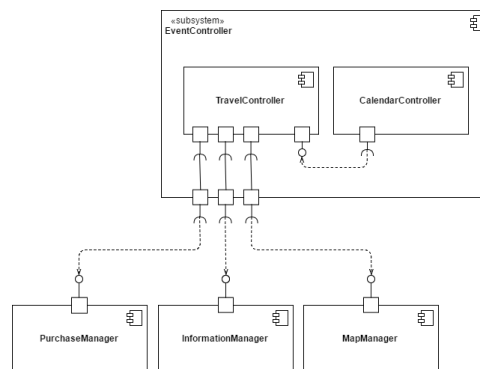 «subsystem»
EventController
TravelController
CalendarController
PurchaseManager
InformationManager
MapManager